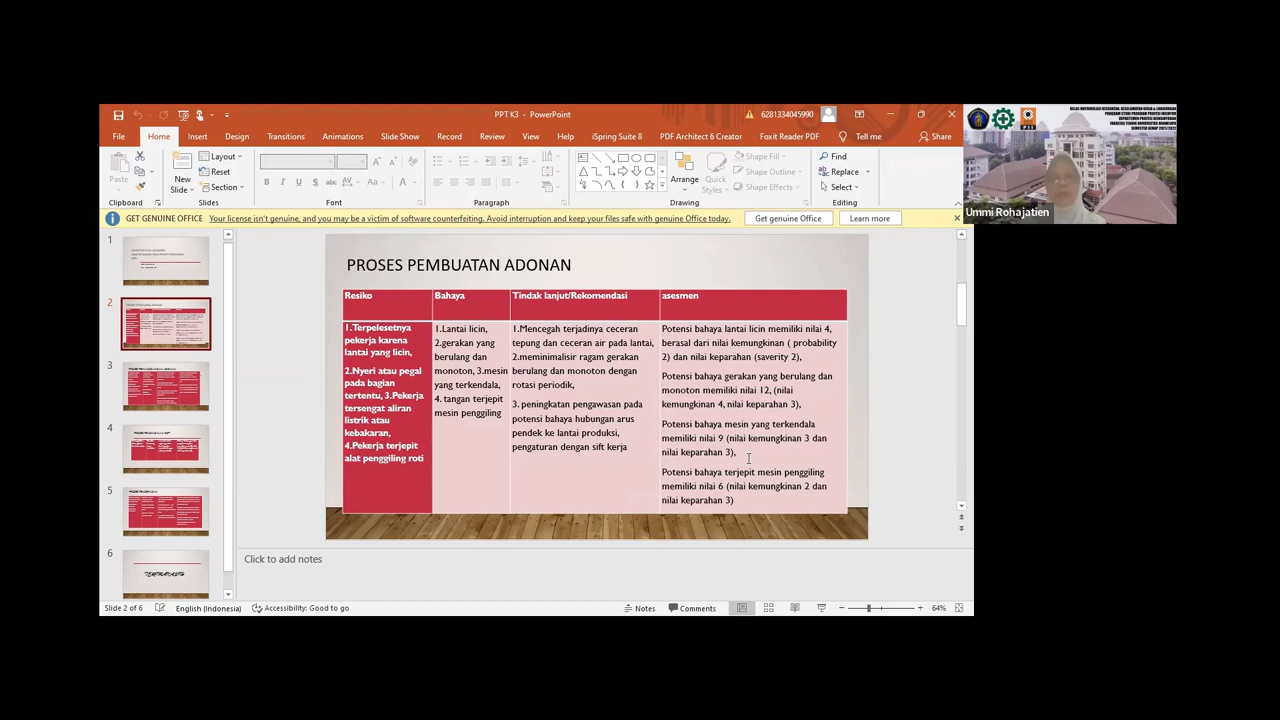 PPT K3 - PowerPoint
6281334045990
File Home Insert Design Transitions Animations Slide Show Record Review View Help iSpring Suite 8 PDF Architect 6 Creator Foxit Reader PDF Tell me Share
Paste
New
Slide
Layout
Reset
Section
Arrange
Quick
Styles
Shape Fill
Shape Outline
Shape Effects
Find
Replace
Select
Clipboard Slides Font Paragraph Drawing Editing
GET GENUINE OFFICE Your license isn't genuine, and you may be a victim of software counterfeiting. Avoid interruption and keep your files safe with genuine Office today. Get genuine Office Learn more
Ummi Rohajatien
1
2
3
4
5
6
PROSES PEMBUATAN ADONAN
Resiko
Bahaya
Tindak lanjut/Rekomendasi
asesmen
1.Terpelesetnya
pekerja karena
lantai yang licin,
2.Nyeri atau pegal
pada bagian
tertentu, 3.Pekerja
tersengat aliran
listrik atau
kebakaran,
4.Pekerja terjepit
alat penggiling roti
1.Lantai licin,
2.gerakan yang
berulang dan
monoton, 3.mesin
yang terkendala,
4. tangan terjepit
mesin penggiling
1.Mencegah terjadinya ceceran
tepung dan ceceran air pada lantai,
2.meminimalisir ragam gerakan
berulang dan monoton dengan
rotasi periodik,
3. peningkatan pengawasan pada
potensi bahaya hubungan arus
pendek ke lantai produksi,
pengaturan dengan sift kerja
Potensi bahaya lantai licin memiliki nilai 4,
berasal dari nilai kemungkinan ( probability
2) dan nilai keparahan (saverity 2),
Potensi bahaya gerakan yang berulang dan
monoton memiliki nilai 12, (nilai
kemungkinan 4, nilai keparahan 3),
Potensi bahaya mesin yang terkendala
memiliki nilai 9 (nilai kemungkinan 3 dan
nilai keparahan 3),
Potensi bahaya terjepit mesin penggiling
memiliki nilai 6 (nilai kemungkinan 2 dan
nilai keparahan 3)
Click to add notes
Slide 2 of 6 English (Indonesia) Accessibility: Good to go Notes Comments 64%